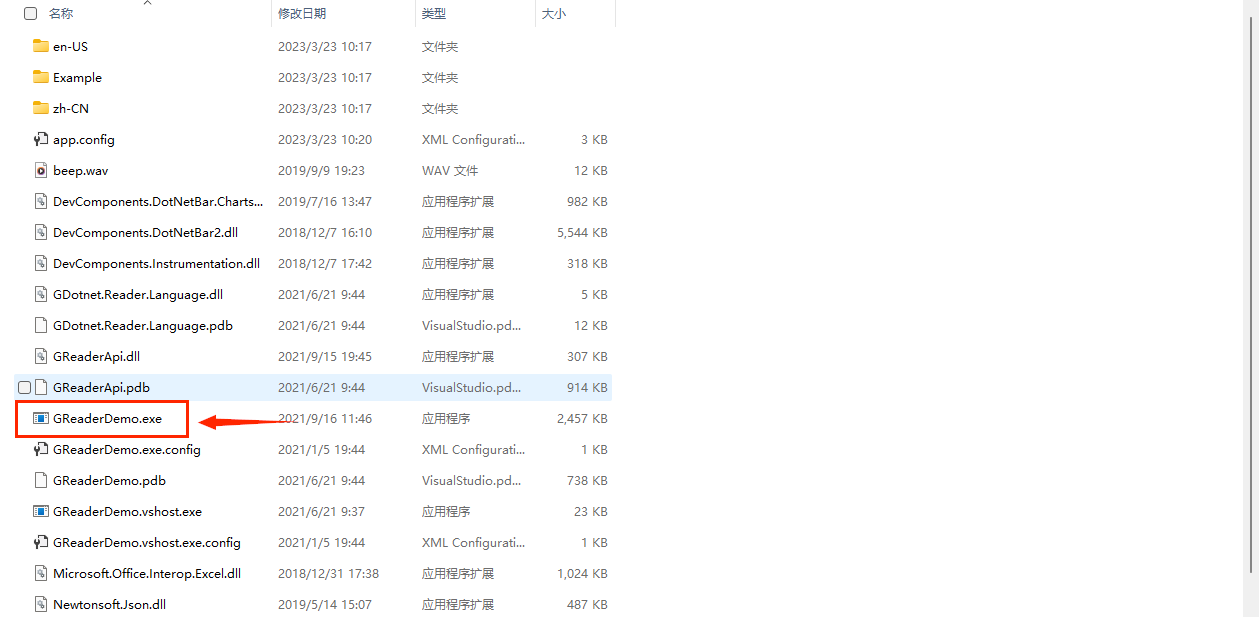 名称 修改日期 类型 大小
en-US 2023/3/23 10:17 文件夹
Example 2023/3/23 10:17 文件夹
zh-CN 2023/3/23 10:17 文件夹
app.config 2023/3/23 10:20 XML Configurati... 3 KB
beep.wav 2019/9/9 19:23 WAV 文件 12 KB
DevComponents.DotNetBar.Charts... 2019/7/16 13:47 应用程序扩展 982 KB
DevComponents.DotNetBar2.dll 2018/12/7 16:10 应用程序扩展 5,544 KB
DevComponents.Instrumentation.dll 2018/12/7 17:42 应用程序扩展 318 KB
GDotnet.Reader.Language.dll 2021/6/21 9:44 应用程序扩展 5 KB
GDotnet.Reader.Language.pdb 2021/6/21 9:44 VisualStudio.pd... 12 KB
GReaderApi.dll 2021/9/15 19:45 应用程序扩展 307 KB
GReaderApi.pdb 2021/6/21 9:44 VisualStudio.pd... 914 KB
GReaderDemo.exe 2021/9/16 11:46 应用程序 2,457 KB
GReaderDemo.exe.config 2021/1/5 19:44 XML Configurati... 1 KB
GReaderDemo.pdb 2021/6/21 9:44 VisualStudio.pd... 738 KB
GReaderDemo.vshost.exe 2021/6/21 9:37 应用程序 23 KB
GReaderDemo.vshost.exe.config 2021/1/5 19:44 XML Configurati... 1 KB
Microsoft.Office.Interop.Excel.dll 2018/12/31 17:38 应用程序扩展 1,024 KB
Newtonsoft.Json.dll 2019/5/14 15:07 应用程序扩展 487 KB